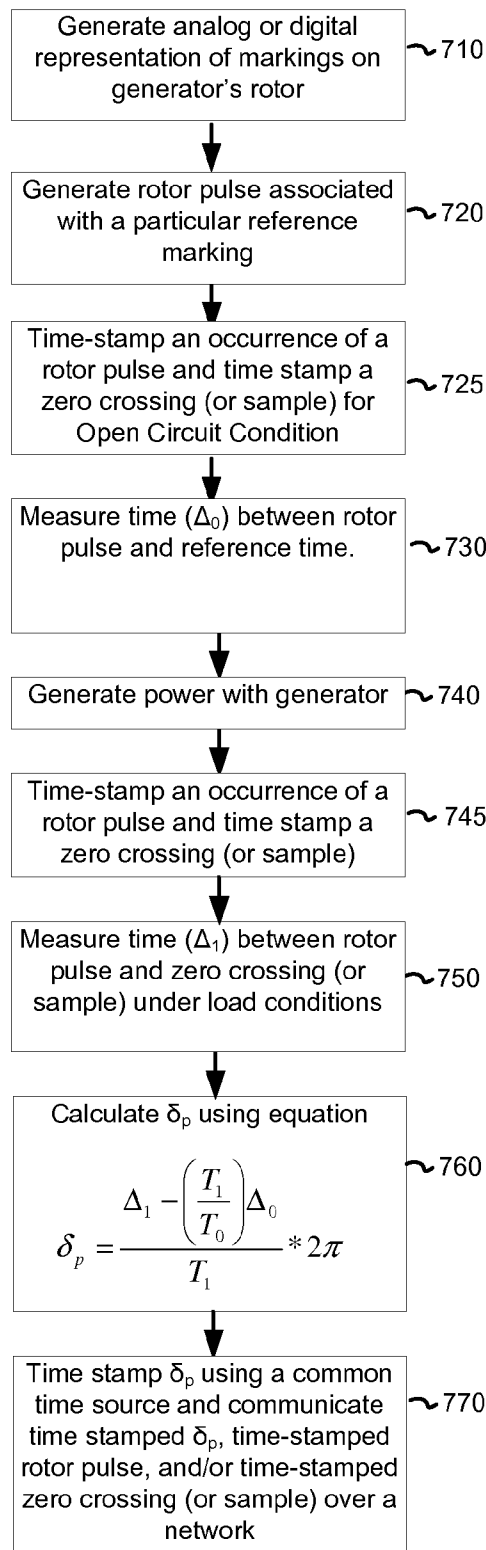 Generate analog or digital
representation of markings on
generator's rotor
710
Generate rotor pulse associated
with a particular reference
marking
720
Time-stamp an occurrence of a
rotor pulse and time stamp a
zero crossing (or sample) for
Open Circuit Condition
725
Measure time (Δ₀) between rotor
pulse and reference time.
730
Generate power with generator
740
Time-stamp an occurrence of a
rotor pulse and time stamp a
zero crossing (or sample)
745
Measure time (Δ₁) between rotor
pulse and zero crossing (or
sample) under load conditions
750
Calculate δₚ using equation
δₚ = (Δ₁ − (T₁/T₀)Δ₀)/T₁ * 2π
760
Time stamp δₚ using a common
time source and communicate
time stamped δₚ, time-stamped
rotor pulse, and/or time-stamped
zero crossing (or sample) over a
network
770